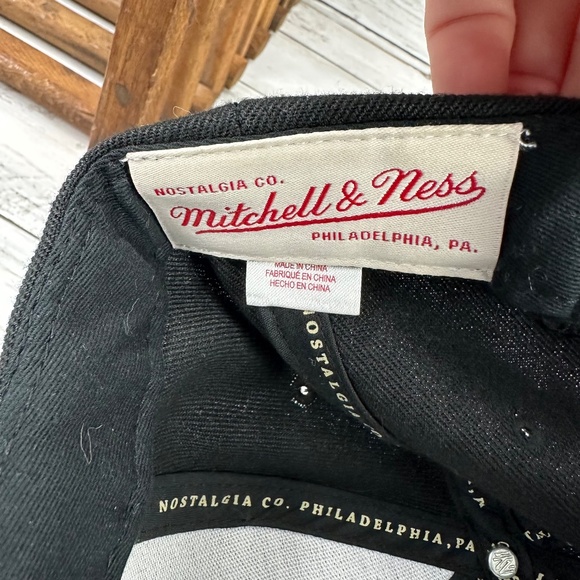 NOSTALGIA CO.
Mitchell & Ness
PHILADELPHIA, PA.
MADE IN CHINA
FABRIQUÉ EN CHINA
HECHO EN CHINA
NOSTALGIA
NOSTALGIA CO. PHILADELPHIA, PA